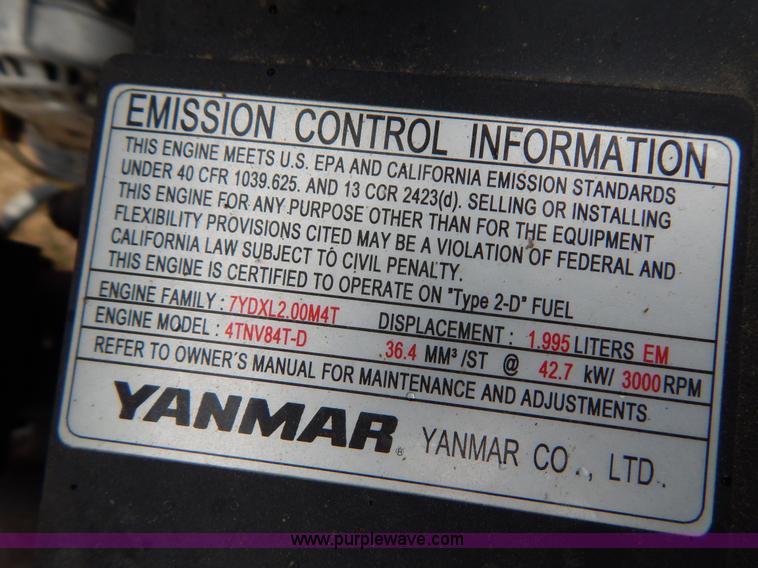 EMISSION CONTROL INFORMATION
THIS ENGINE MEETS U.S. EPA AND CALIFORNIA EMISSION STANDARDS
UNDER 40 CFR 1039.625. AND 13 CCR 2423(d). SELLING OR INSTALLING
THIS ENGINE FOR ANY PURPOSE OTHER THAN FOR THE EQUIPMENT
FLEXIBILITY PROVISIONS CITED MAY BE A VIOLATION OF FEDERAL AND
CALIFORNIA LAW SUBJECT TO CIVIL PENALTY.
THIS ENGINE IS CERTIFIED TO OPERATE ON "Type 2-D" FUEL
ENGINE FAMILY : 7YDXL2.00M4T DISPLACEMENT : 1.995 LITERS EM
ENGINE MODEL : 4TNV84T-D 36.4 MM³/ST @ 42.7 kW/ 3000 RPM
REFER TO OWNER'S MANUAL FOR MAINTENANCE AND ADJUSTMENTS
YANMAR® YANMAR CO., LTD.
www.purplewave.com